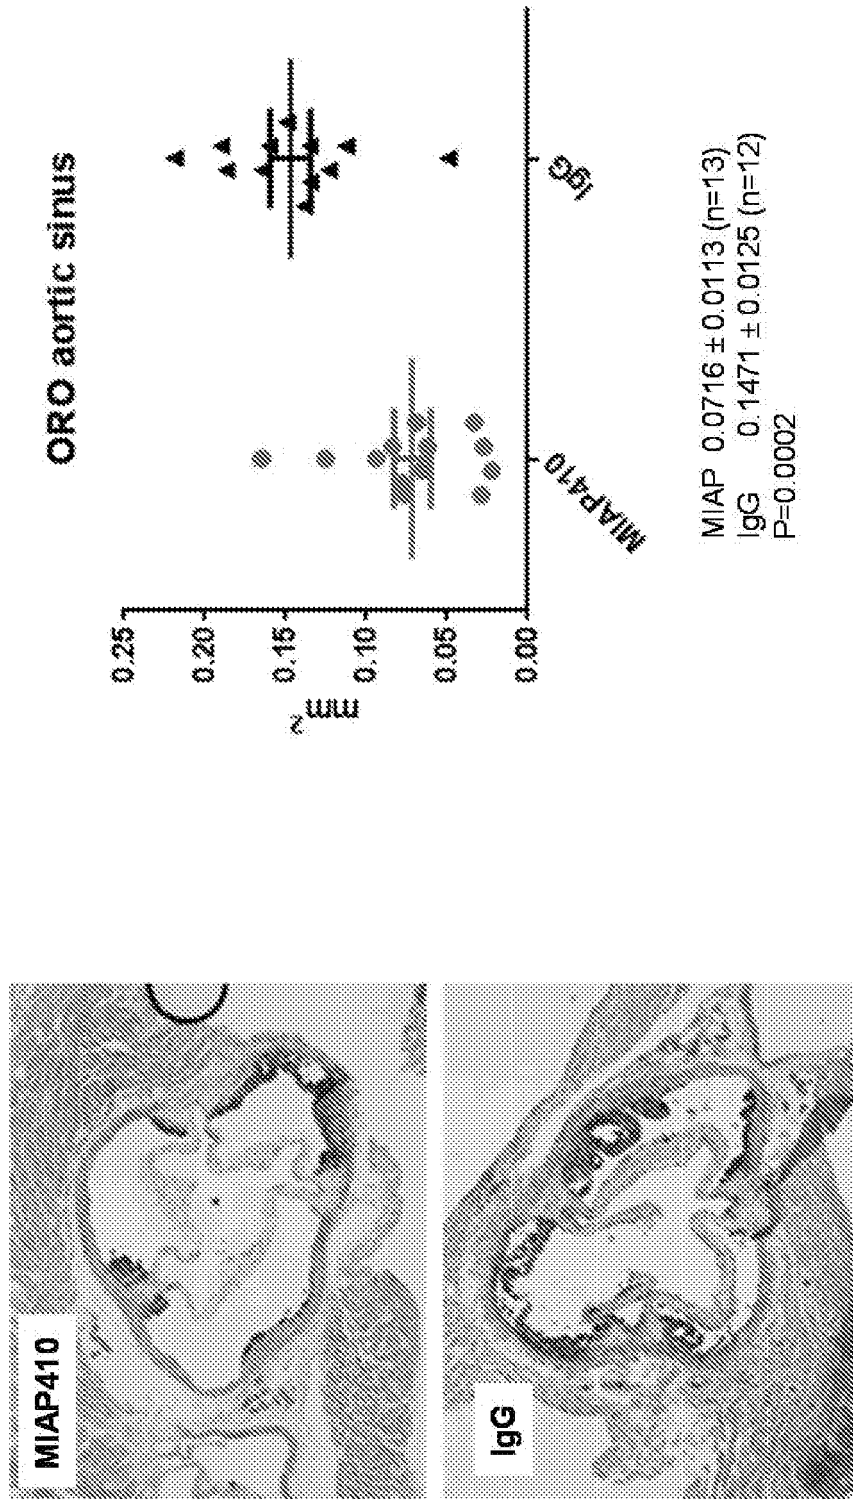 MIAP410
IgG
ORO aortic sinus
mm²
0.25
0.20
0.15
0.10
0.05
0.00
MIAP410
IgG
MIAP 0.0716 ± 0.0113 (n=13)
IgG 0.1471 ± 0.0125 (n=12)
P=0.0002